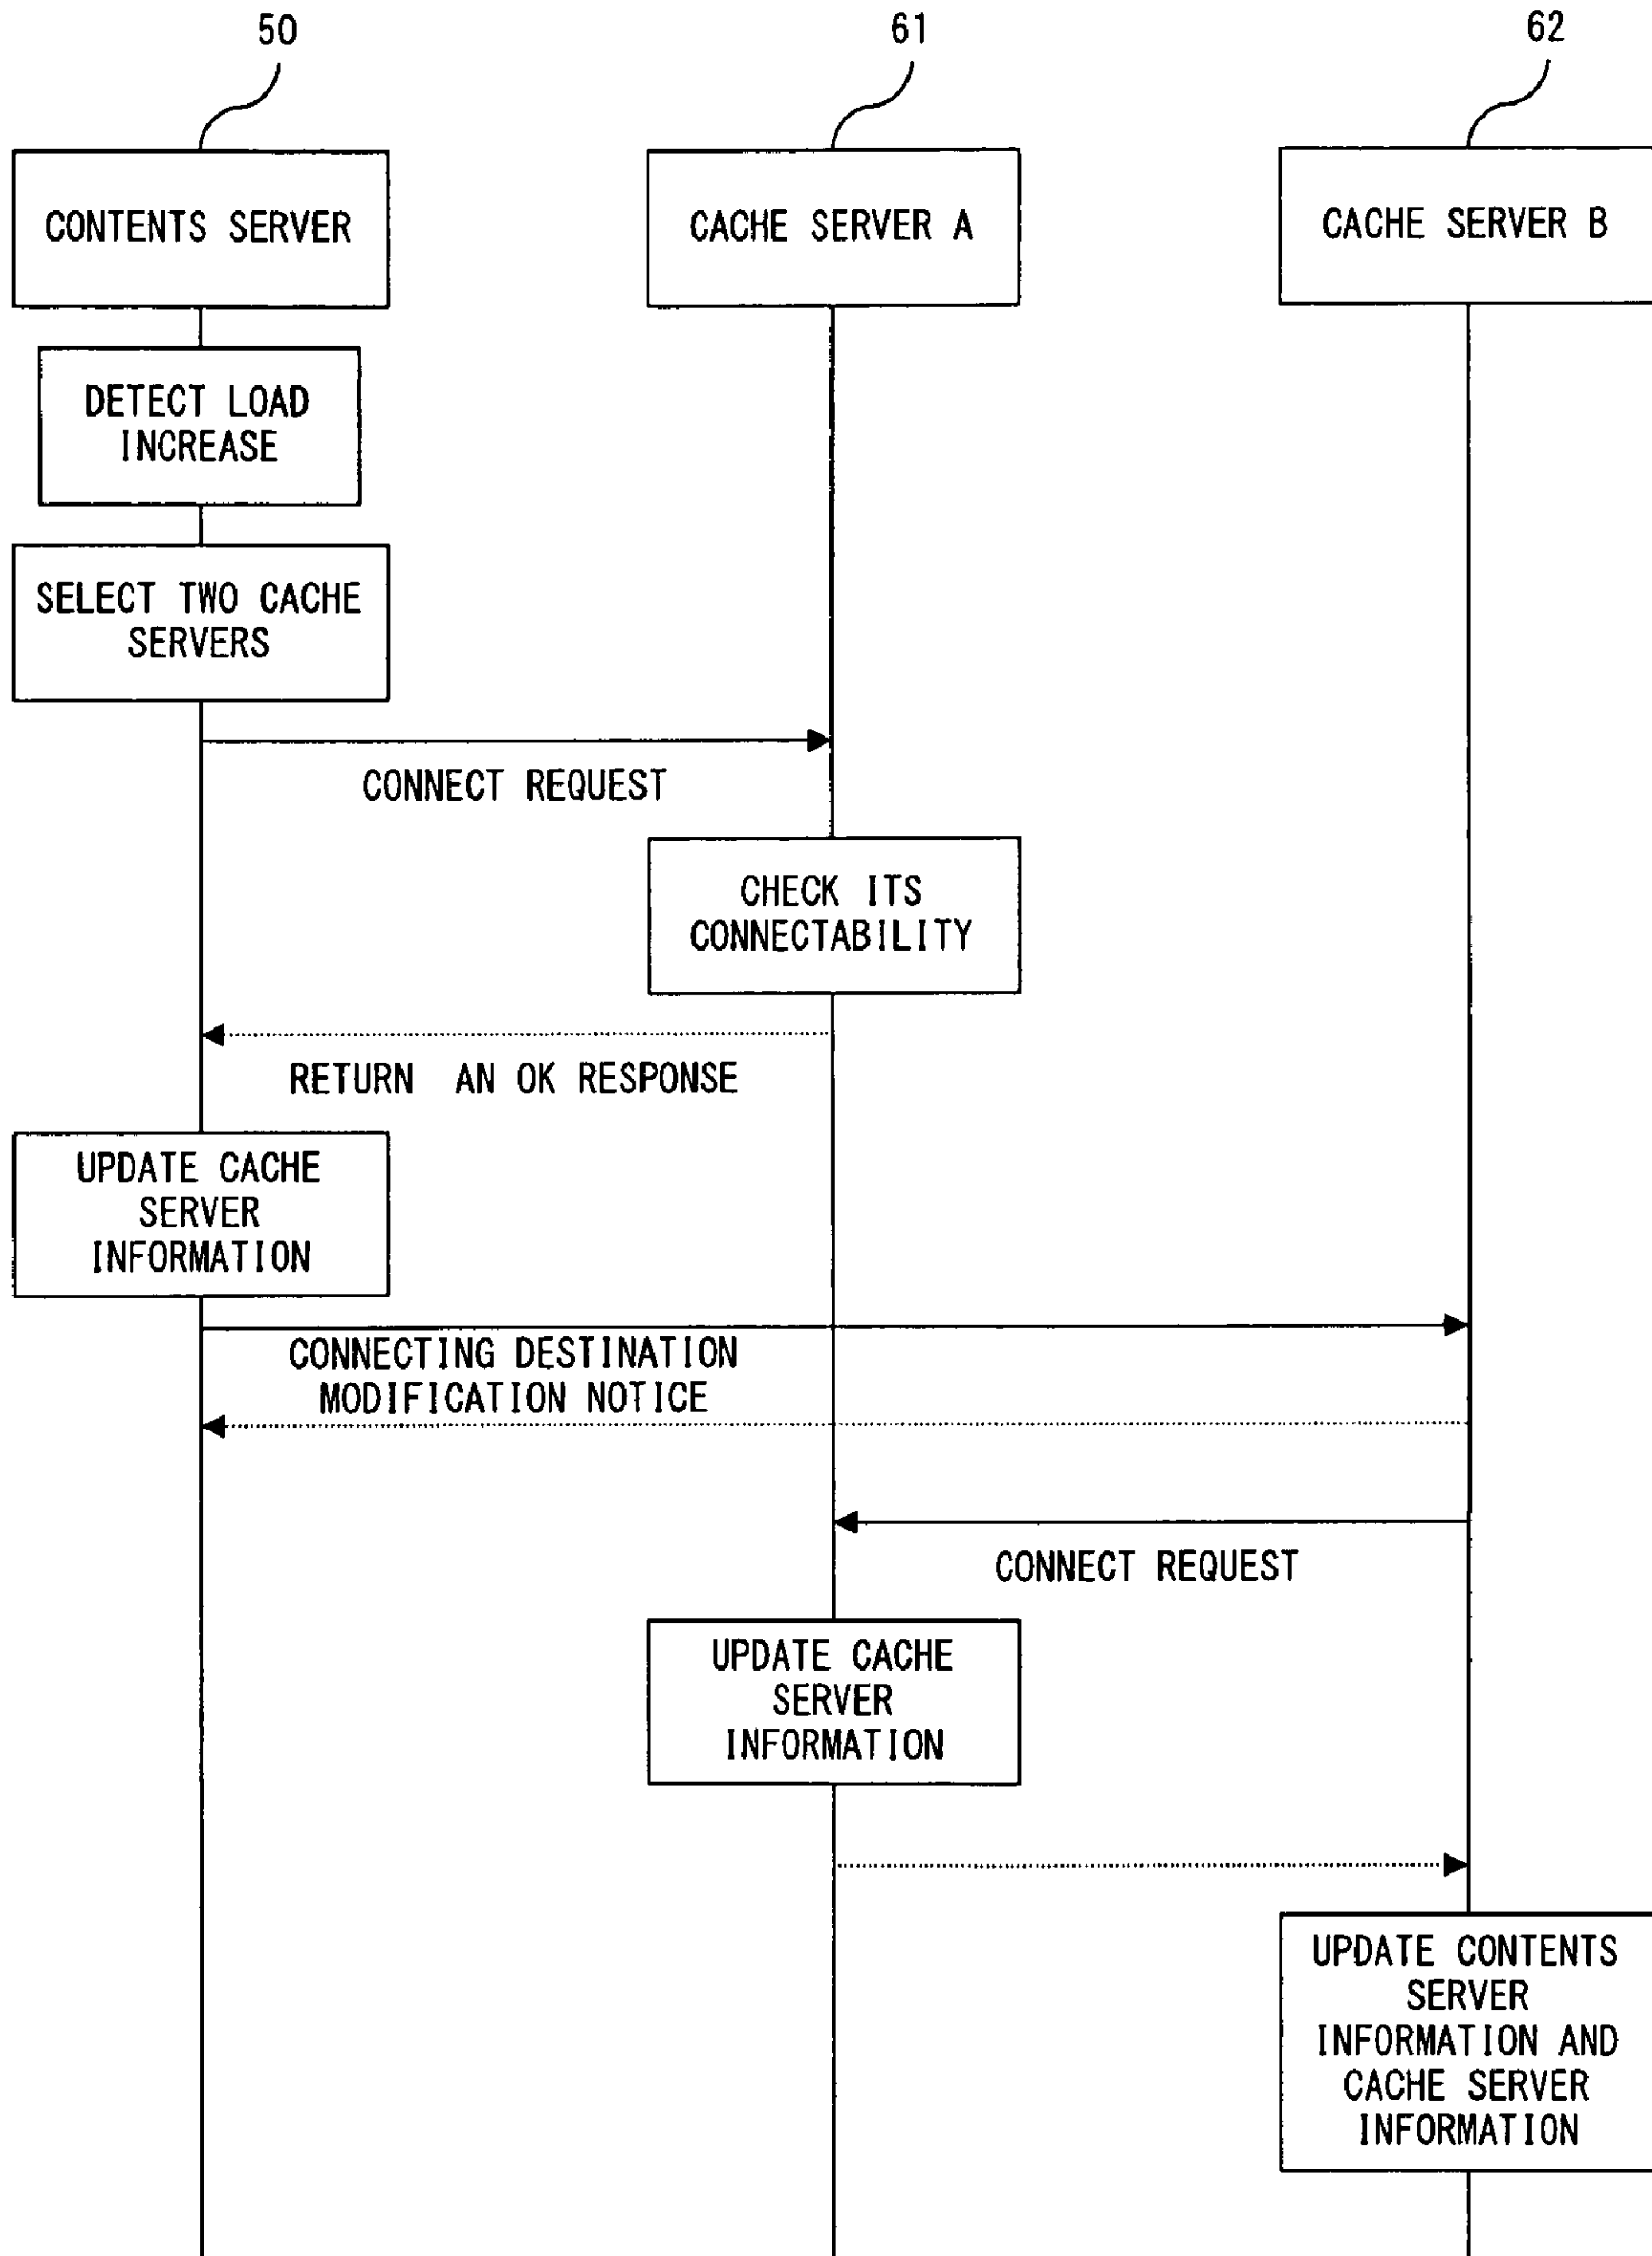 50
61
62
CONTENTS SERVER
CACHE SERVER A
CACHE SERVER B
DETECT LOAD
INCREASE
SELECT TWO CACHE
SERVERS
CONNECT REQUEST
CHECK ITS
CONNECTABILITY
RETURN AN OK RESPONSE
UPDATE CACHE
SERVER
INFORMATION
CONNECTING DESTINATION
MODIFICATION NOTICE
CONNECT REQUEST
UPDATE CACHE
SERVER
INFORMATION
UPDATE CONTENTS
SERVER
INFORMATION AND
CACHE SERVER
INFORMATION